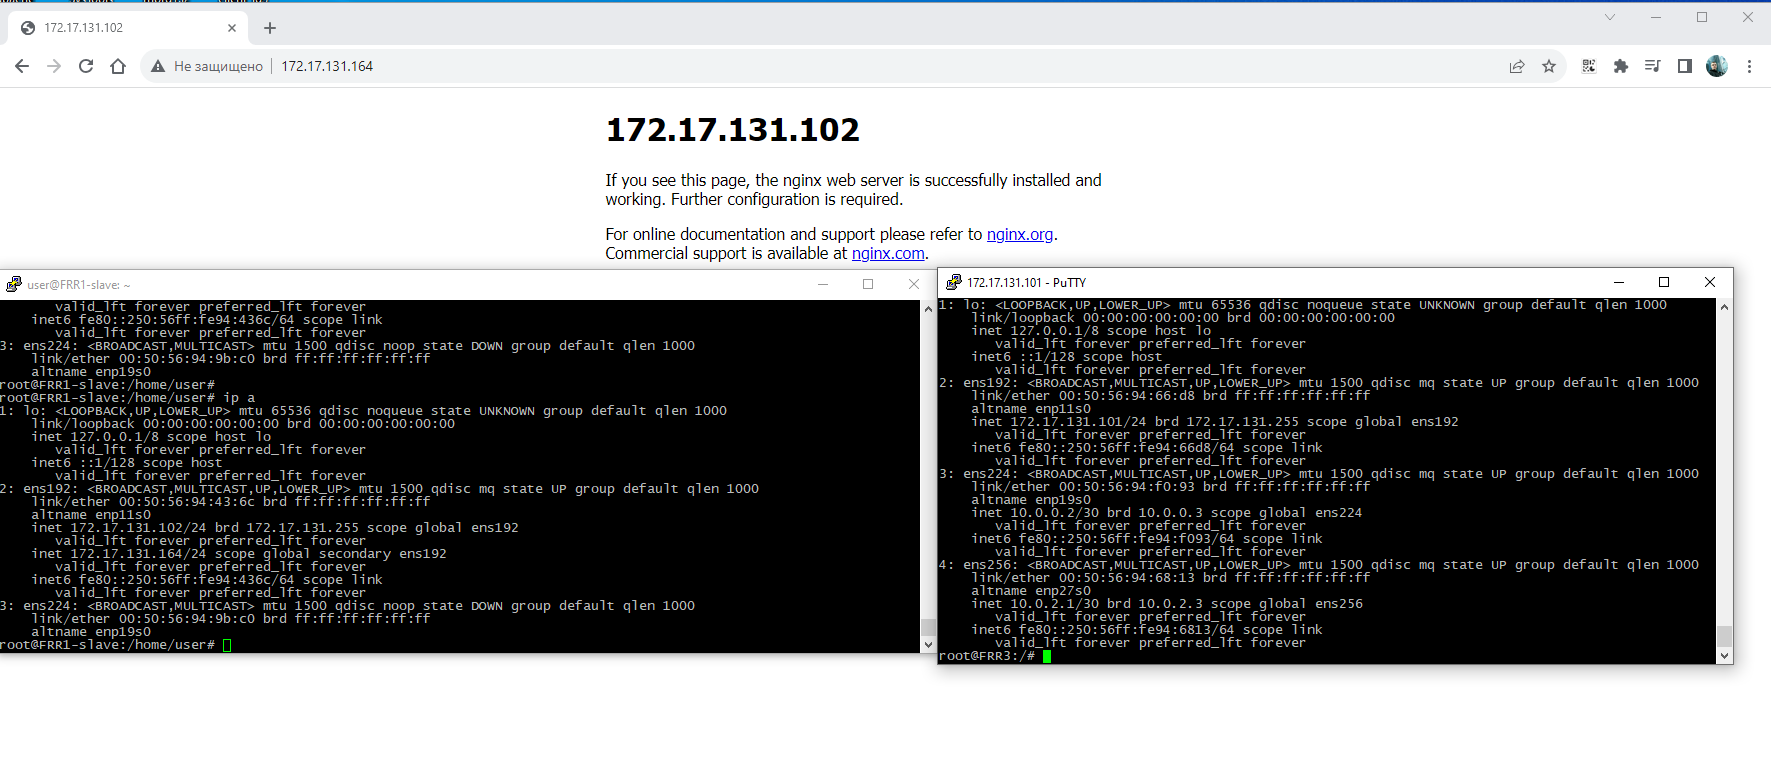 172.17.131.102
Не защищено
172.17.131.164
172.17.131.102
If you see this page, the nginx web server is successfully installed and
working. Further configuration is required.
For online documentation and support please refer to nginx.org.
Commercial support is available at nginx.com.
user@FRR1-slave: ~
valid_lft forever preferred_lft forever
inet6 fe80::250:56ff:fe94:436c/64 scope link
valid_lft forever preferred_lft forever
3: ens224: <BROADCAST,MULTICAST> mtu 1500 qdisc noop state DOWN group default qlen 1000
link/ether 00:50:56:94:9b:c0 brd ff:ff:ff:ff:ff:ff
altname enp19s0
root@FRR1-slave:/home/user#
root@FRR1-slave:/home/user# ip a
1: lo: <LOOPBACK,UP,LOWER_UP> mtu 65536 qdisc noqueue state UNKNOWN group default qlen 1000
link/loopback 00:00:00:00:00:00 brd 00:00:00:00:00:00
inet 127.0.0.1/8 scope host lo
valid_lft forever preferred_lft forever
inet6 ::1/128 scope host
valid_lft forever preferred_lft forever
2: ens192: <BROADCAST,MULTICAST,UP,LOWER_UP> mtu 1500 qdisc mq state UP group default qlen 1000
link/ether 00:50:56:94:43:6c brd ff:ff:ff:ff:ff:ff
altname enp11s0
inet 172.17.131.102/24 brd 172.17.131.255 scope global ens192
valid_lft forever preferred_lft forever
inet 172.17.131.164/24 scope global secondary ens192
valid_lft forever preferred_lft forever
inet6 fe80::250:56ff:fe94:436c/64 scope link
valid_lft forever preferred_lft forever
3: ens224: <BROADCAST,MULTICAST> mtu 1500 qdisc noop state DOWN group default qlen 1000
link/ether 00:50:56:94:9b:c0 brd ff:ff:ff:ff:ff:ff
altname enp19s0
root@FRR1-slave:/home/user#
172.17.131.101 - PuTTY
1: lo: <LOOPBACK,UP,LOWER_UP> mtu 65536 qdisc noqueue state UNKNOWN group default qlen 1000
link/loopback 00:00:00:00:00:00 brd 00:00:00:00:00:00
inet 127.0.0.1/8 scope host lo
valid_lft forever preferred_lft forever
inet6 ::1/128 scope host
valid_lft forever preferred_lft forever
2: ens192: <BROADCAST,MULTICAST,UP,LOWER_UP> mtu 1500 qdisc mq state UP group default qlen 1000
link/ether 00:50:56:94:66:d8 brd ff:ff:ff:ff:ff:ff
altname enp11s0
inet 172.17.131.101/24 brd 172.17.131.255 scope global ens192
valid_lft forever preferred_lft forever
inet6 fe80::250:56ff:fe94:66d8/64 scope link
valid_lft forever preferred_lft forever
3: ens224: <BROADCAST,MULTICAST,UP,LOWER_UP> mtu 1500 qdisc mq state UP group default qlen 1000
link/ether 00:50:56:94:f0:93 brd ff:ff:ff:ff:ff:ff
altname enp19s0
inet 10.0.0.2/30 brd 10.0.0.3 scope global ens224
valid_lft forever preferred_lft forever
inet6 fe80::250:56ff:fe94:f093/64 scope link
valid_lft forever preferred_lft forever
4: ens256: <BROADCAST,MULTICAST,UP,LOWER_UP> mtu 1500 qdisc mq state UP group default qlen 1000
link/ether 00:50:56:94:68:13 brd ff:ff:ff:ff:ff:ff
altname enp27s0
inet 10.0.2.1/30 brd 10.0.2.3 scope global ens256
valid_lft forever preferred_lft forever
inet6 fe80::250:56ff:fe94:6813/64 scope link
valid_lft forever preferred_lft forever
root@FRR3:/#